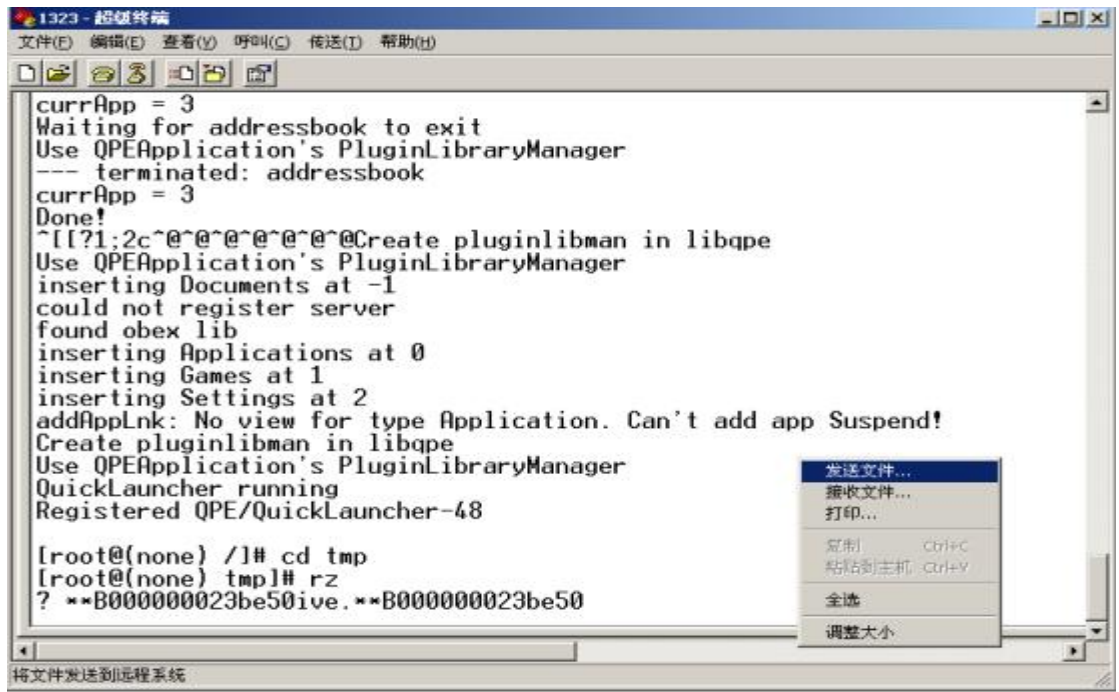 1323 - 超级终端
文件(F) 编辑(E) 查看(V) 呼叫(C) 传送(T) 帮助(H)
currApp = 3
Waiting for addressbook to exit
Use QPEApplication's PluginLibraryManager
--- terminated: addressbook
currApp = 3
Done!
^[[?1;2c^@^@^@^@^@^@^@^@Create pluginlibman in libqpe
Use QPEApplication's PluginLibraryManager
inserting Documents at -1
could not register server
found obex lib
inserting Applications at 0
inserting Games at 1
inserting Settings at 2
addAppLnk: No view for type Application. Can't add app Suspend!
Create pluginlibman in libqpe
Use QPEApplication's PluginLibraryManager
QuickLauncher running
Registered QPE/QuickLauncher-48
[root@(none) /]# cd tmp
[root@(none) tmp]# rz
? **B000000023be50ive.**B000000023be50
发送文件...
接收文件...
打印...
复制 Ctrl+C
粘贴到主机 Ctrl+V
全选
调整大小
将文件发送到远程系统